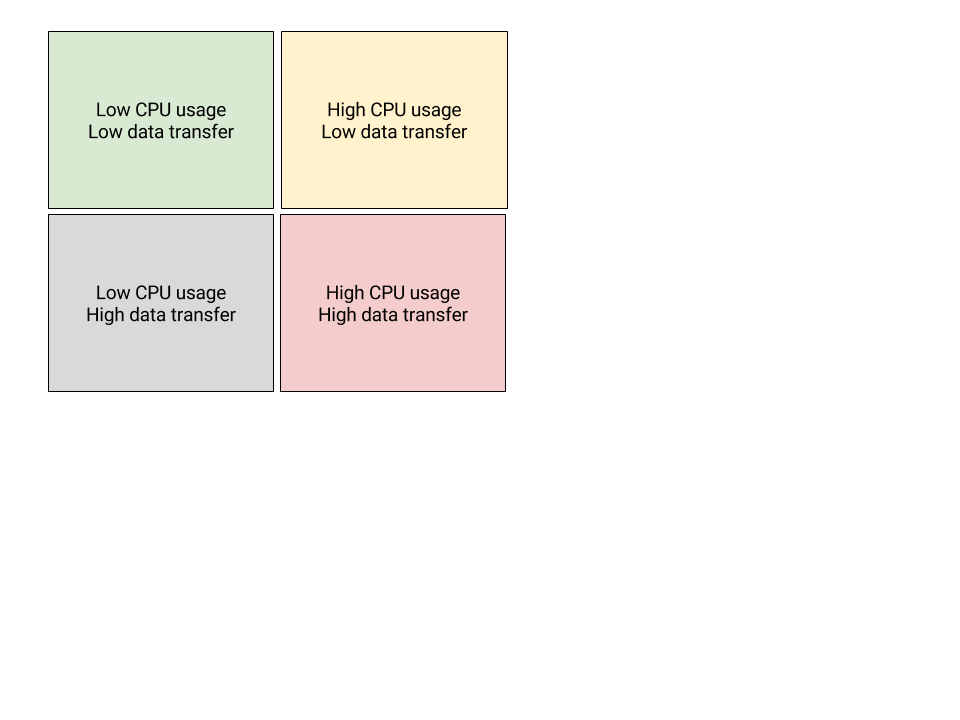 Low CPU usage
Low data transfer
High CPU usage
Low data transfer
Low CPU usage
High data transfer
High CPU usage
High data transfer